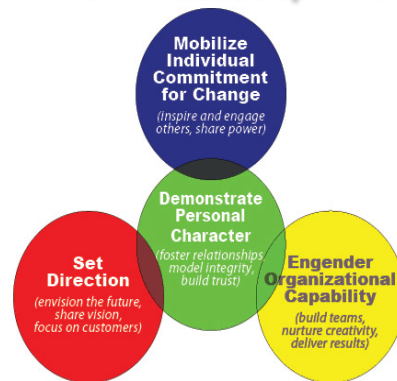 Mobilize
Individual
Commitment
for Change
(inspire and engage
others, share power)
Demonstrate
Personal
Character
(foster relationships,
model integrity,
build trust)
Set
Direction
(envision the future,
share vision,
focus on customers)
Engender
Organizational
Capability
(build teams,
nurture creativity,
deliver results)